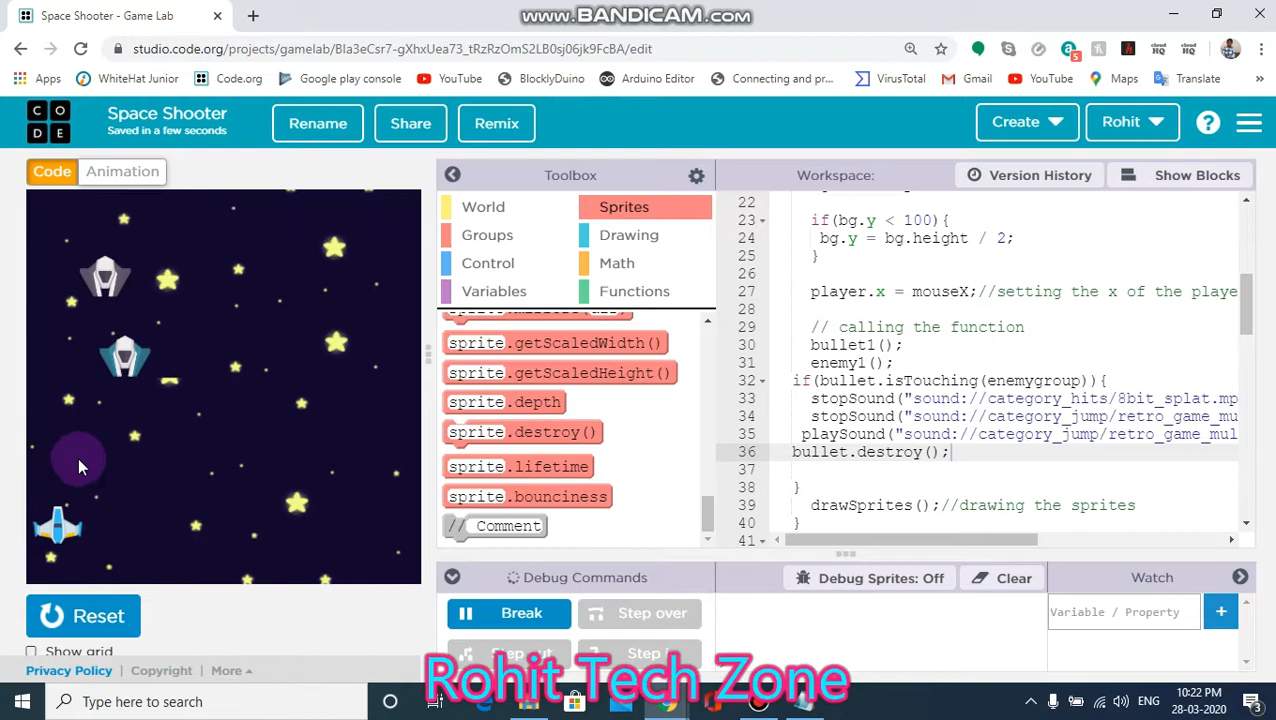 www.BANDICAM.com
Space Shooter - Game Lab
studio.code.org/projects/gamelab/BIa3eCsr7-gXhxUea73_tRzRzOmS2LB0sj06jk9FcBA/edit
5
Apps WhiteHat Junior Code.org Google play console YouTube BlocklyDuino Arduino Editor Connecting and pr... VirusTotal Gmail YouTube Maps Translate
CODE
Space Shooter
Saved in a few seconds
Rename Share Remix Create Rohit
Code Animation Toolbox Workspace: Version History Show Blocks
World Sprites
Groups Drawing
Control Math
Variables Functions
sprite.getScaledWidth()
sprite.getScaledHeight()
sprite.depth
sprite.destroy()
sprite.lifetime
sprite.bounciness
// Comment
22
23 if(bg.y < 100){
24 bg.y = bg.height / 2;
25 }
26
27 player.x = mouseX;//setting the x of the playe
28
29 // calling the function
30 bullet1();
31 enemy1();
32 if(bullet.isTouching(enemygroup)){
33 stopSound("sound://category_hits/8bit_splat.mp
34 stopSound("sound://category_jump/retro_game_mu
35 playSound("sound://category_jump/retro_game_mul
36 bullet.destroy();
37
38 }
39 drawSprites();//drawing the sprites
40 }
41
Debug Commands Debug Sprites: Off Clear Watch
Reset Break Step over Variable / Property
Show grid Step out Step in
Privacy Policy Copyright More
Rohit Tech Zone
Type here to search
ENG 10:22 PM
28-03-2020
3